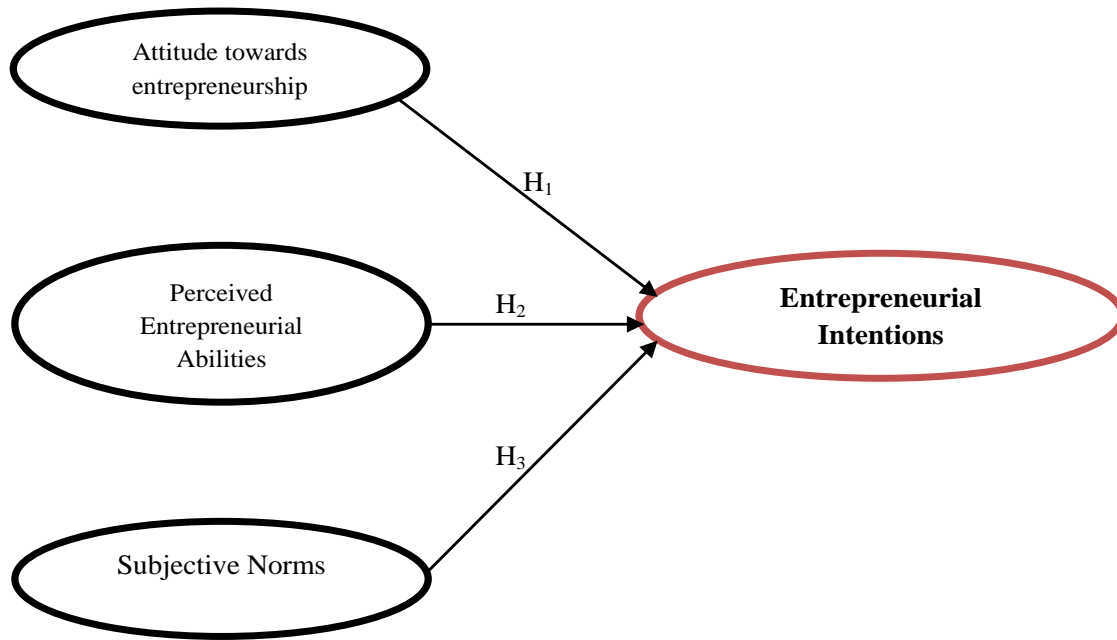 Attitude towards
entrepreneurship
H₁
Perceived
Entrepreneurial
Abilities
H₂
Entrepreneurial
Intentions
H₃
Subjective Norms